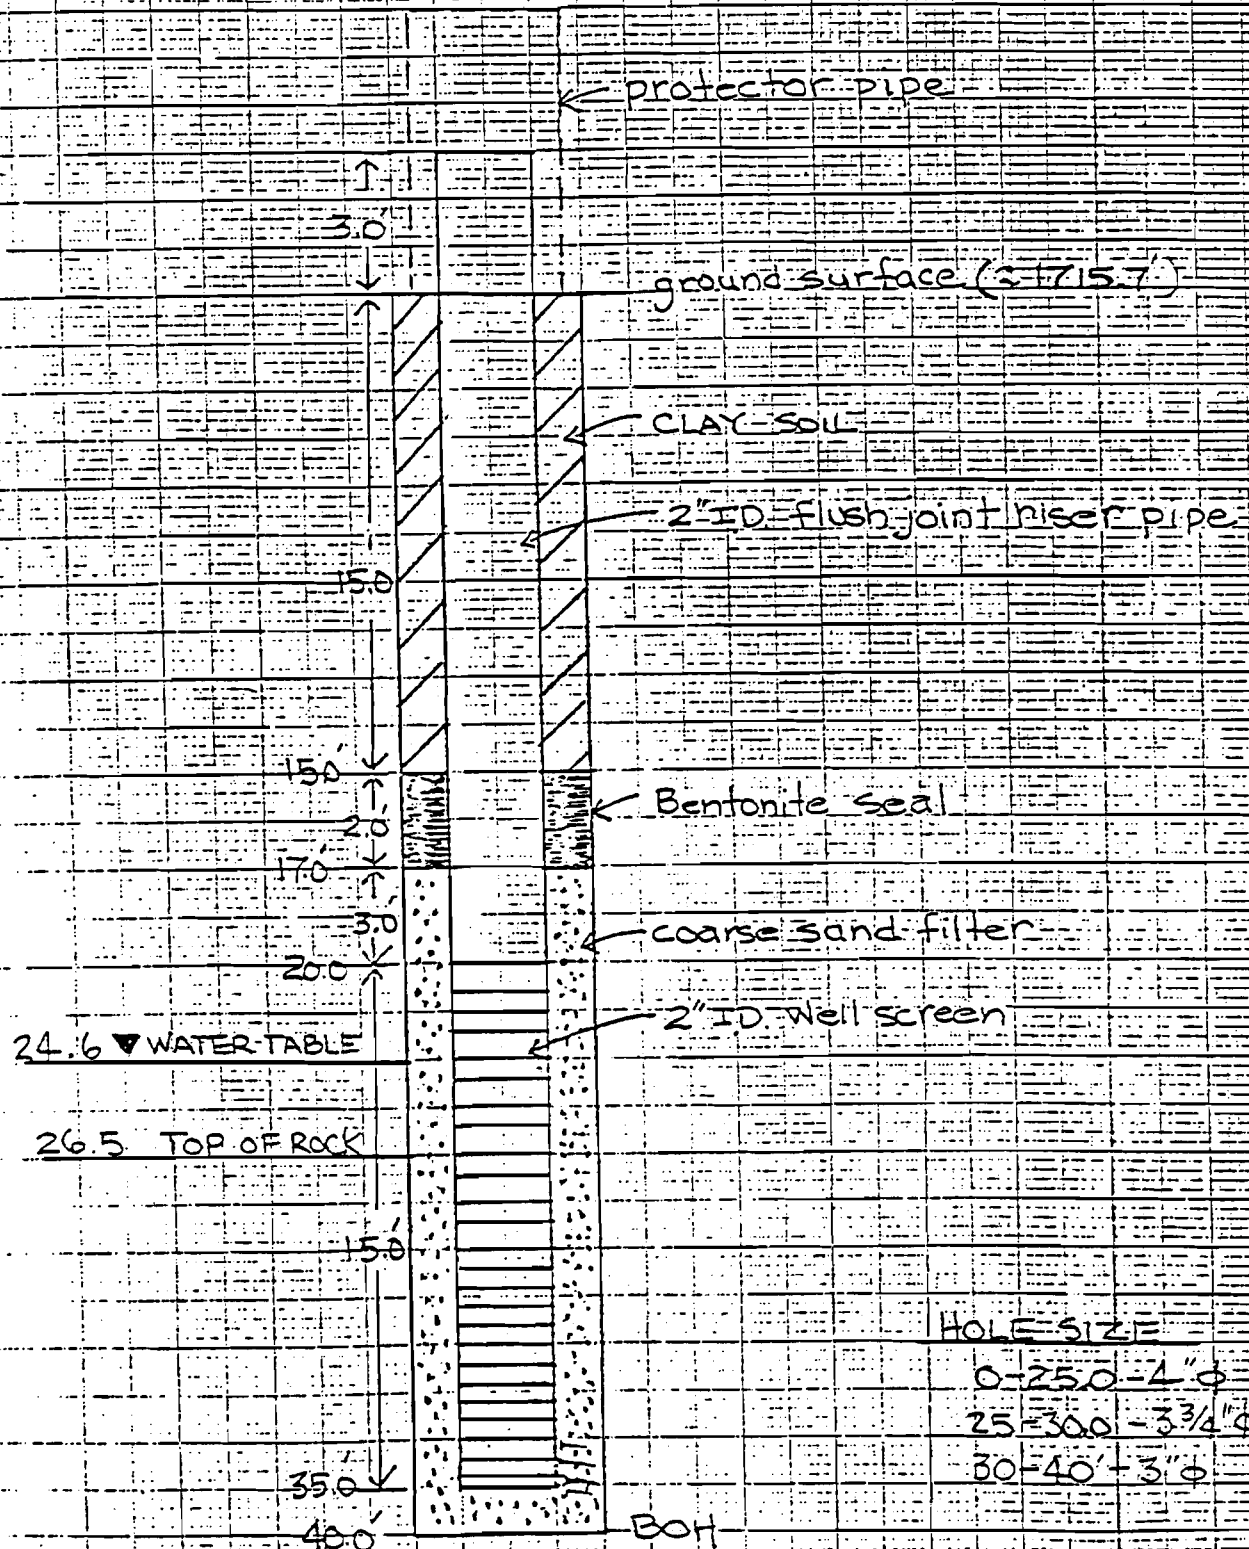 protector pipe
3.0'
ground surface (≈1715.7')
CLAY SOIL
2" ID flush joint riser pipe
15.0
15.0'
Bentonite seal
2.0'
17.0'
3.0'
coarse sand filter
20.0
2" ID Well screen
24.6 ▼ WATER TABLE
26.5 TOP OF ROCK
15.0'
HOLE SIZE
0-25.0 - 4" φ
25-30.0 - 3 3/4" φ
30-40' - 3" φ
35.0'
40.0'
BOH